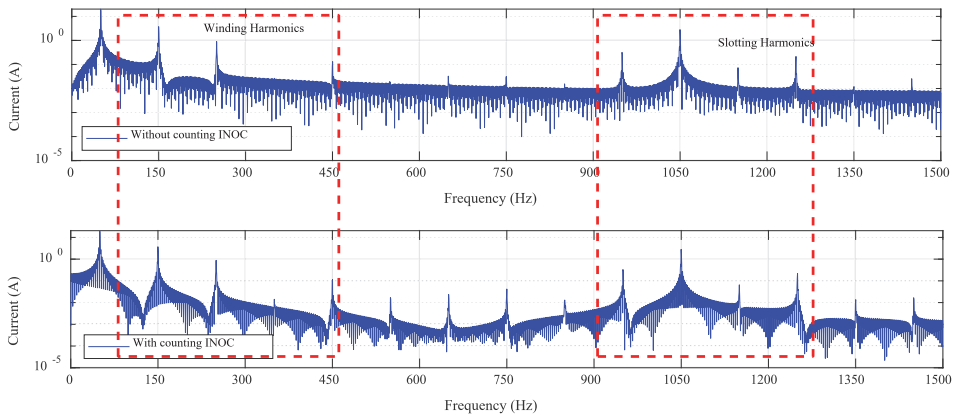 Winding Harmonics
Slotting Harmonics
10 0
Current (A)
Without counting INOC
10 -5
0 150 300 450 600 750 900 1050 1200 1350 1500
Frequency (Hz)
10 0
Current (A)
With counting INOC
10 -5
0 150 300 450 600 750 900 1050 1200 1350 1500
Frequency (Hz)